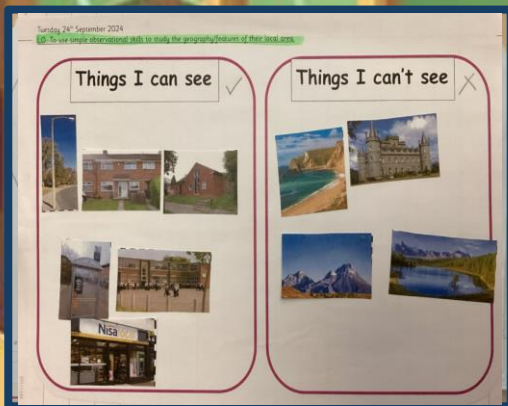 Tuesday 24th September 2024
LO: To use simple observational skills to study the geography/features of their local area.
Things I can see
Things I can't see
Nisa